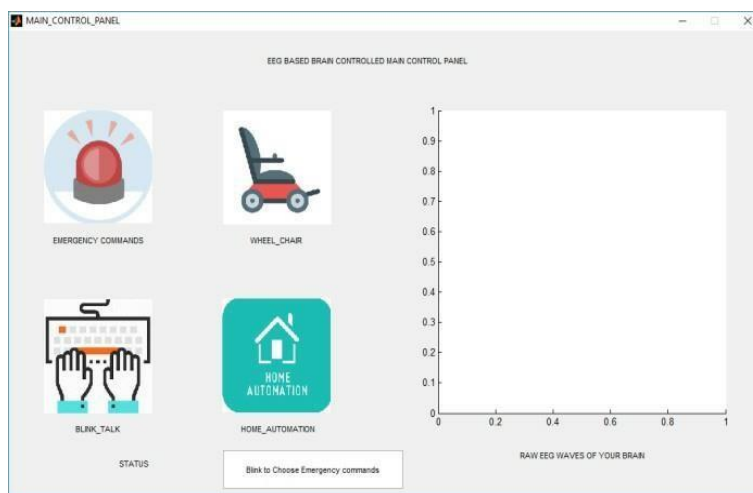 MAIN_CONTROL_PANEL
EEG BASED BRAIN CONTROLLED MAIN CONTROL PANEL
EMERGENCY COMMANDS
WHEEL_CHAIR
HOME
AUTOMATION
BLINK_TALK
HOME_AUTOMATION
STATUS
Blink to Choose Emergency commands
1
0.9
0.8
0.7
0.6
0.5
0.4
0.3
0.2
0.1
0
0 0.2 0.4 0.6 0.8 1
RAW EEG WAVES OF YOUR BRAIN